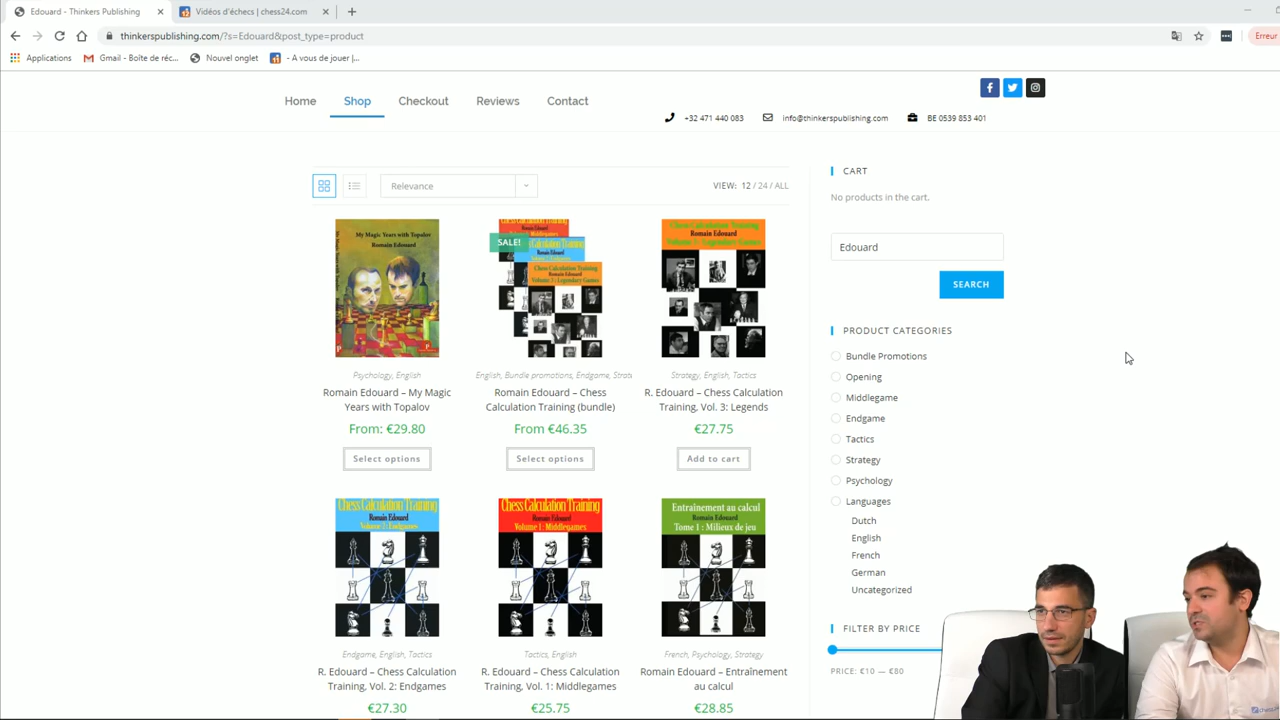 Edouard - Thinkers Publishing
Vidéos d'échecs | chess24.com
thinkerspublishing.com/?s=Edouard&post_type=product
Erreur
Applications
Gmail - Boîte de réc...
Nouvel onglet
- A vous de jouer |...
Home
Shop
Checkout
Reviews
Contact
+32 471 440 083
info@thinkerspublishing.com
BE 0539 853 401
Relevance
VIEW: 12 / 24 / ALL
CART
No products in the cart.
Edouard
SEARCH
My Magic Years with Topalov
Romain Edouard
SALE!
Chess Calculation Training
Romain Edouard
Volume 3: Legendary Games
Chess Calculation Training
Romain Edouard
Volume 3: Legendary Games
Psychology, English
Romain Edouard – My Magic
Years with Topalov
From: €29.80
Select options
English, Bundle promotions, Endgame, Strat
Romain Edouard – Chess
Calculation Training (bundle)
From €46.35
Select options
Strategy, English, Tactics
R. Edouard – Chess Calculation
Training, Vol. 3: Legends
€27.75
Add to cart
PRODUCT CATEGORIES
Bundle Promotions
Opening
Middlegame
Endgame
Tactics
Strategy
Psychology
Languages
Dutch
English
French
German
Uncategorized
FILTER BY PRICE
PRICE: €10 — €80
Chess Calculation Training
Romain Edouard
Volume 2: Endgames
Chess Calculation Training
Romain Edouard
Volume 1: Middlegames
Entraînement au calcul
Romain Edouard
Tome 1 : Milieux de jeu
Endgame, English, Tactics
R. Edouard – Chess Calculation
Training, Vol. 2: Endgames
€27.30
Tactics, English
R. Edouard – Chess Calculation
Training, Vol. 1: Middlegames
€25.75
French, Psychology, Strategy
Romain Edouard – Entraînement
au calcul
€28.85